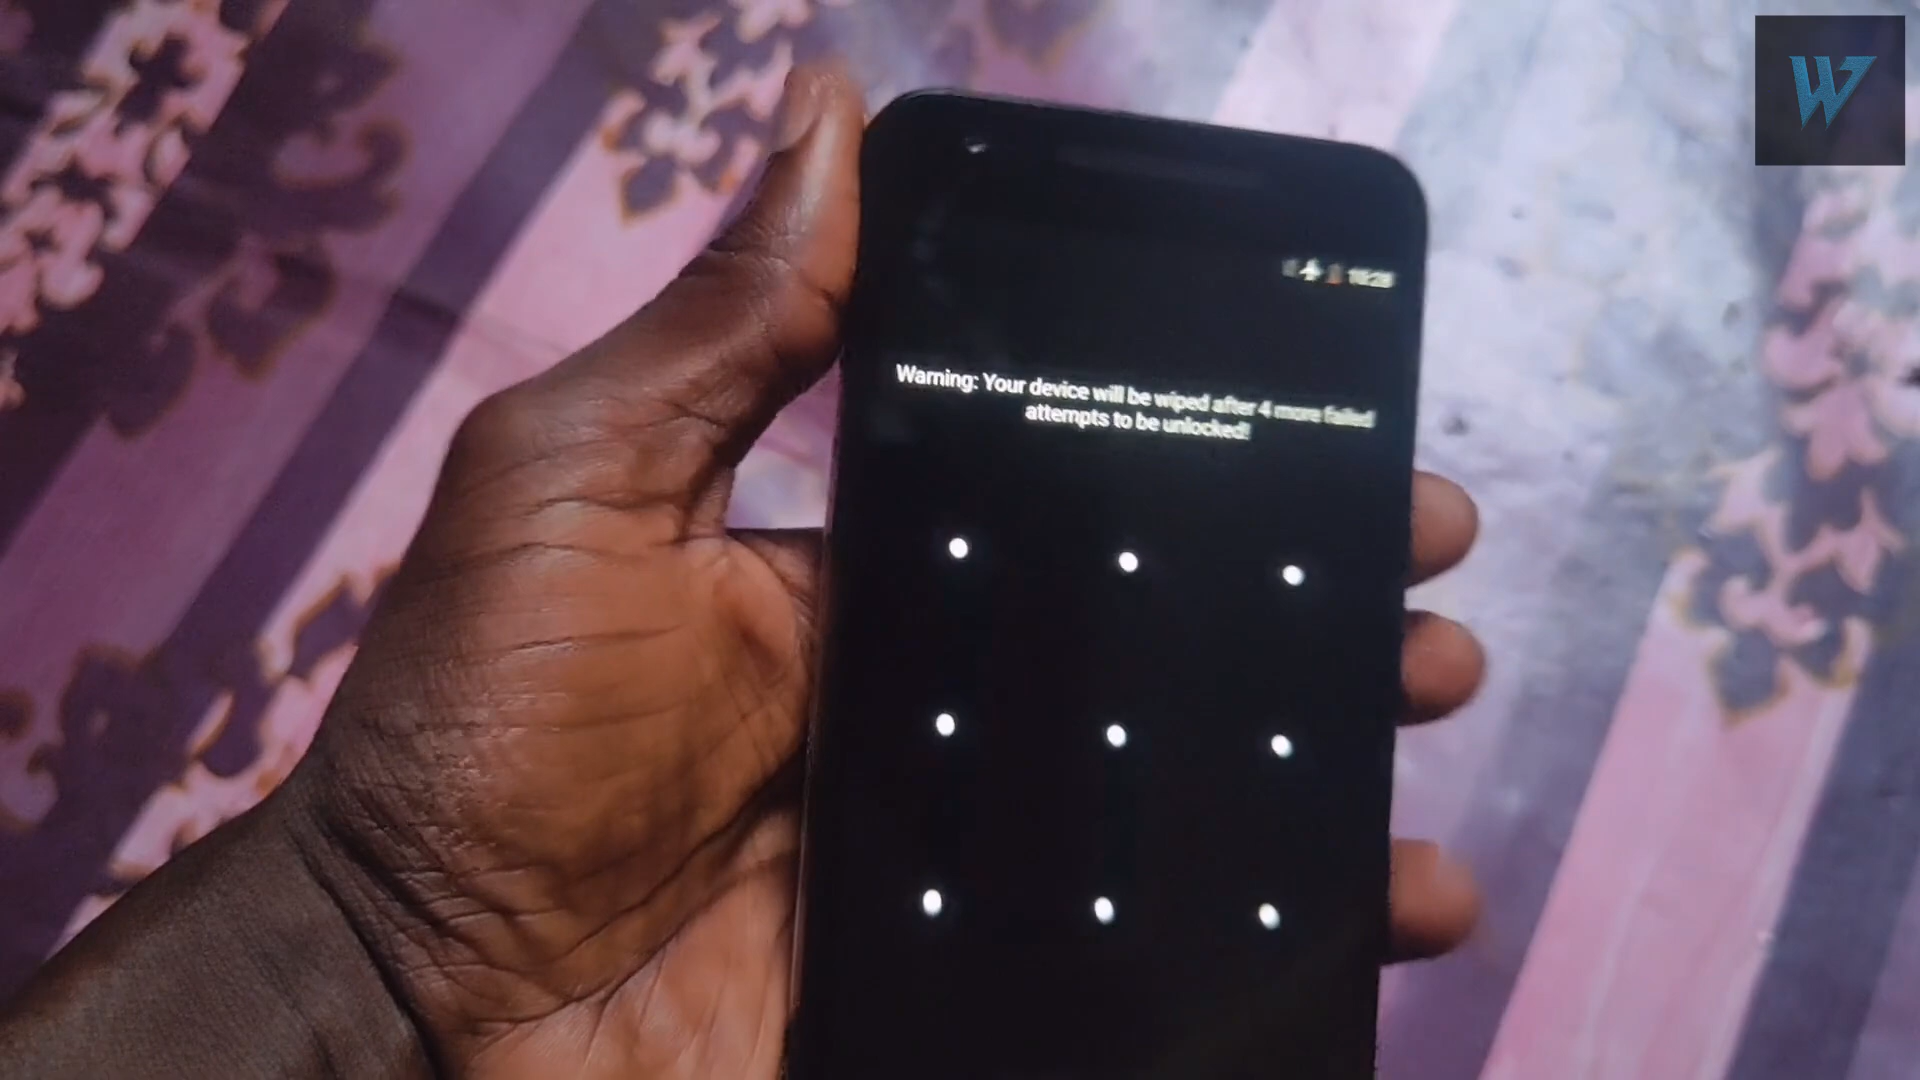 W
Warning: Your device will be wiped after 4 more failed
attempts to be unlocked!